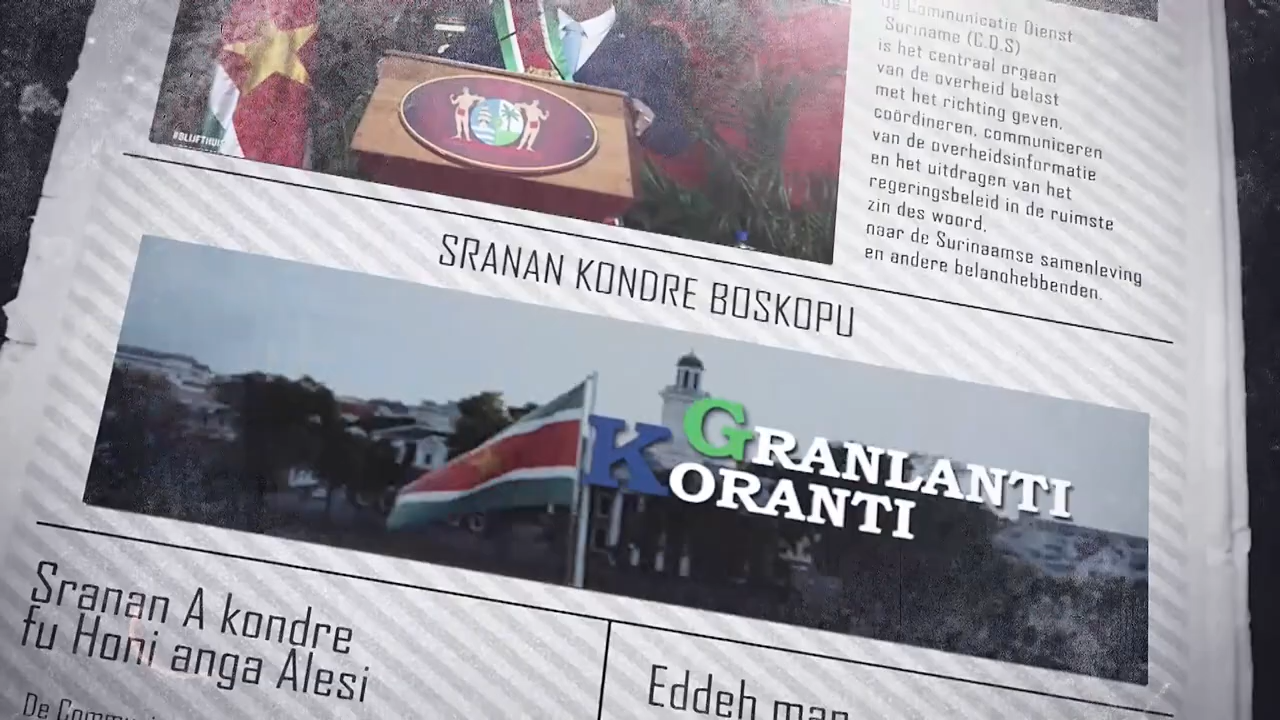 De Communicatie Dienst
Suriname (C.D.S)
is het centraal orgaan
van de overheid belast
met het richting geven,
coördineren, communiceren
van de overheidsinformatie
en het uitdragen van het
regeringsbeleid in de ruimste
zin des woord.
naar de Surinaamse samenleving
en andere belanghebbenden.
SRANAN KONDRE BOSKOPU
GRANLANTI
KORANTI
Sranan A kondre
fu Honi anga Alesi
Eddeh man
De